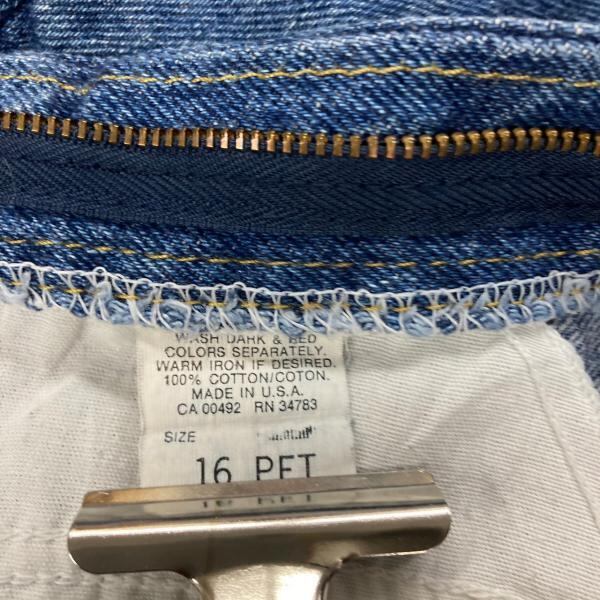 WASH DARK & RED
COLORS SEPARATELY.
WARM IRON IF DESIRED.
100% COTTON/COTON.
MADE IN U.S.A.
CA 00492 RN 34783
SIZE
16 PET